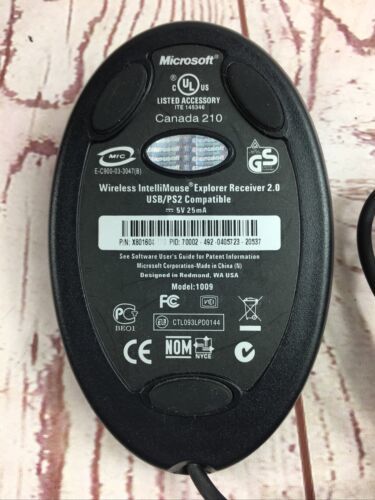 Microsoft®
C UL US
LISTED ACCESSORY
ITE 145346
Canada 210
MIC
E-C900-03-3047(B)
GS
Wireless IntelliMouse® Explorer Receiver 2.0
USB/PS2 Compatible
5V 25mA
P/N: X801604 PID: 70002 - 492 -0405723 - 20537
See Software User's Guide for Patent Information
Microsoft Corporation-Made in China (N)
Designed in Redmond, WA USA
Model:1009
FC
VEI
CTL093LPD0144
CE
NOM
NYCE